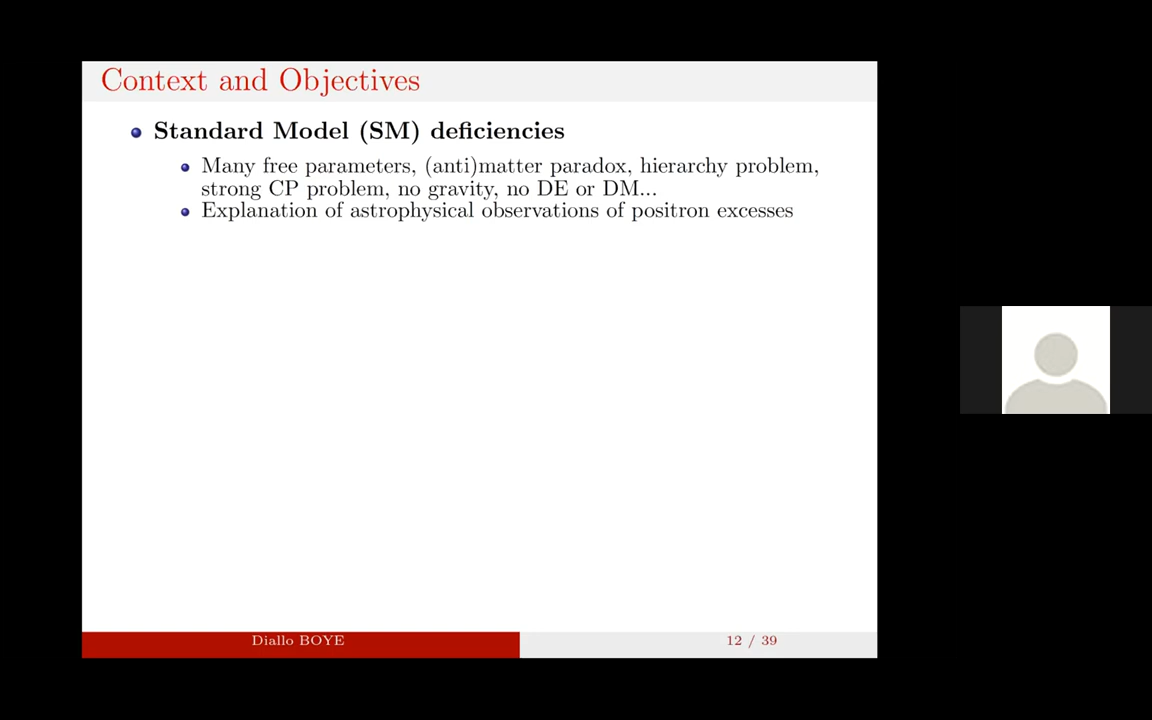 Context and Objectives
Standard Model (SM) deficiencies
Many free parameters, (anti)matter paradox, hierarchy problem,
strong CP problem, no gravity, no DE or DM...
Explanation of astrophysical observations of positron excesses
Diallo BOYE
12 / 39